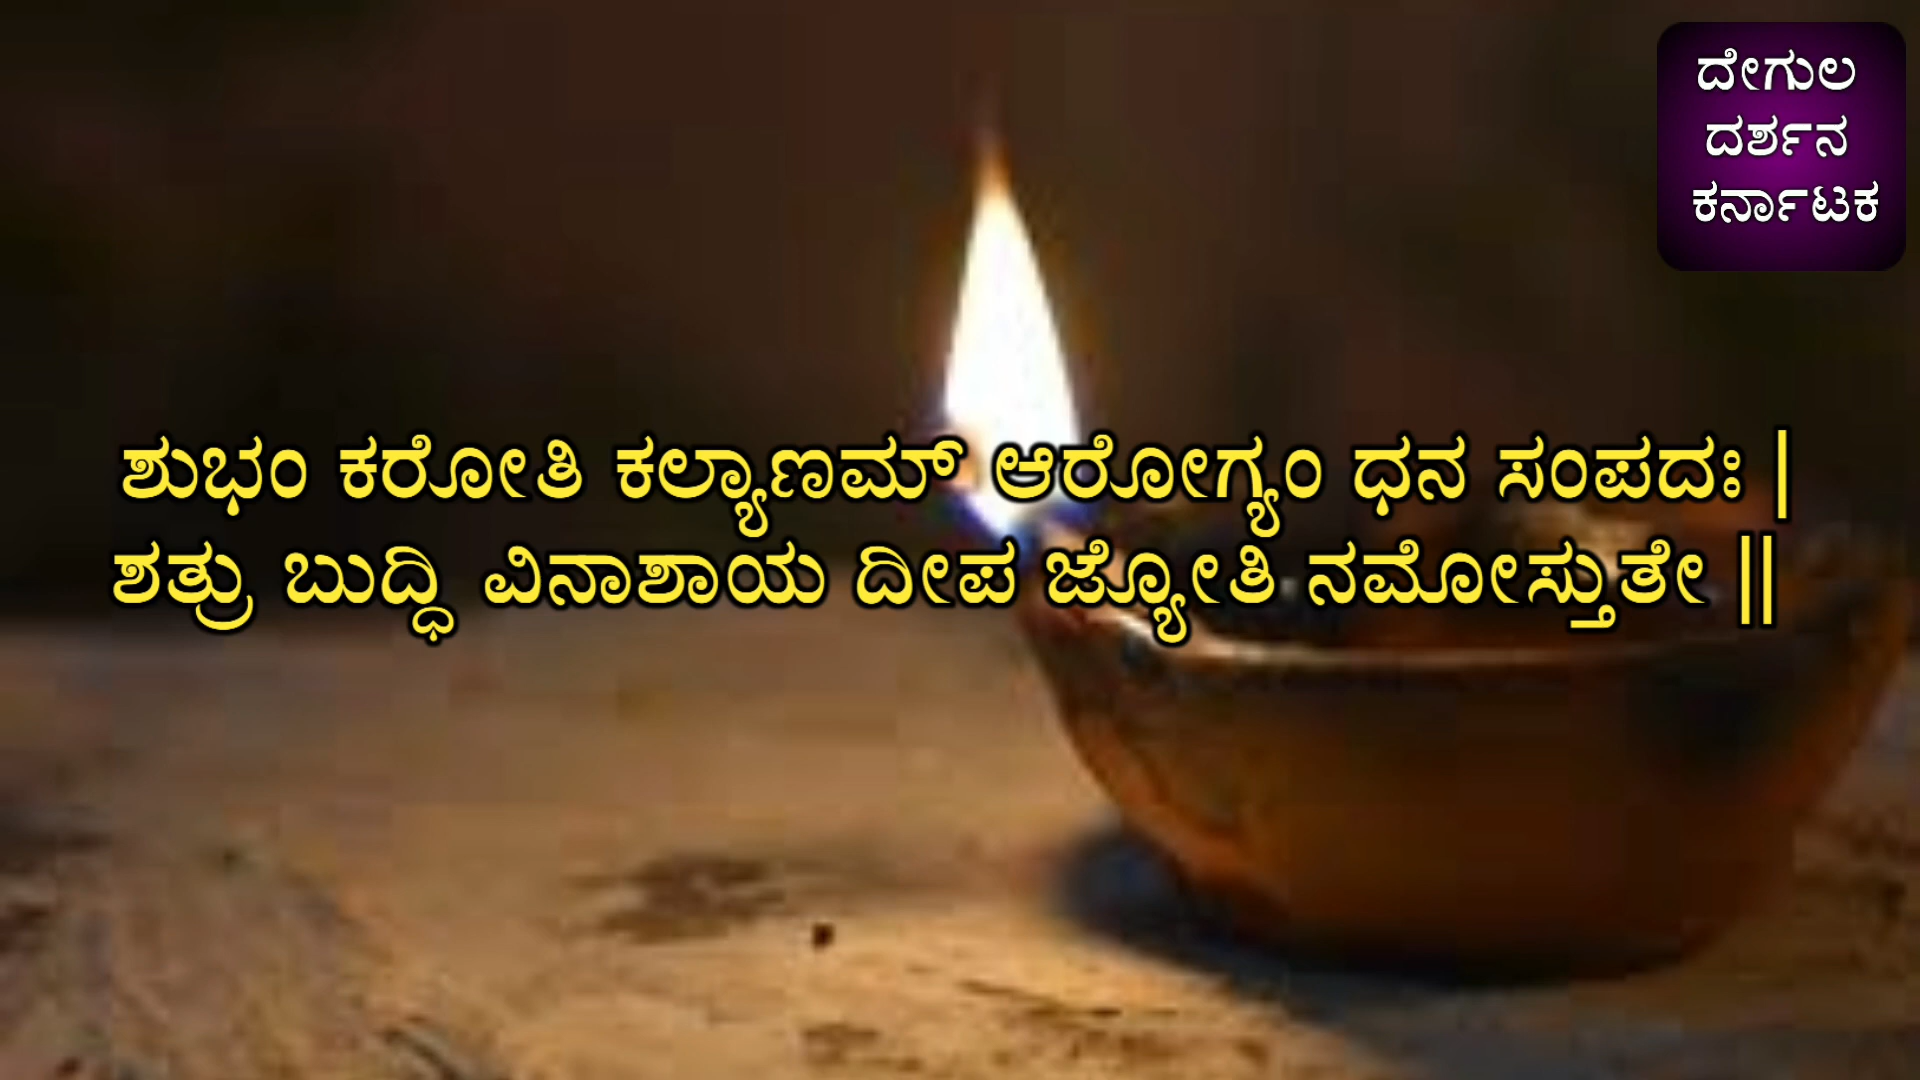 ದೇಗುಲ
ದರ್ಶನ
ಕರ್ನಾಟಕ
ಶುಭಂ ಕರೋತಿ ಕಲ್ಯಾಣಮ್ ಆರೋಗ್ಯಂ ಧನ ಸಂಪದಃ |
ಶತ್ರು ಬುದ್ಧಿ ವಿನಾಶಾಯ ದೀಪ ಜ್ಯೋತಿ ನಮೋಸ್ತುತೇ ||